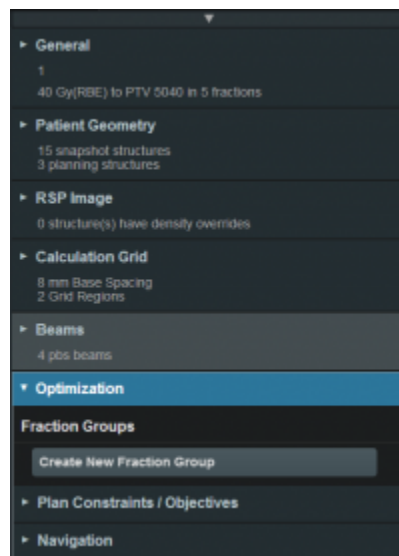 General
1
40 Gy(RBE) to PTV 5040 in 5 fractions
Patient Geometry
15 snapshot structures
3 planning structures
RSP Image
0 structure(s) have density overrides
Calculation Grid
8 mm Base Spacing
2 Grid Regions
Beams
4 pbs beams
Optimization
Fraction Groups
Create New Fraction Group
Plan Constraints / Objectives
Navigation